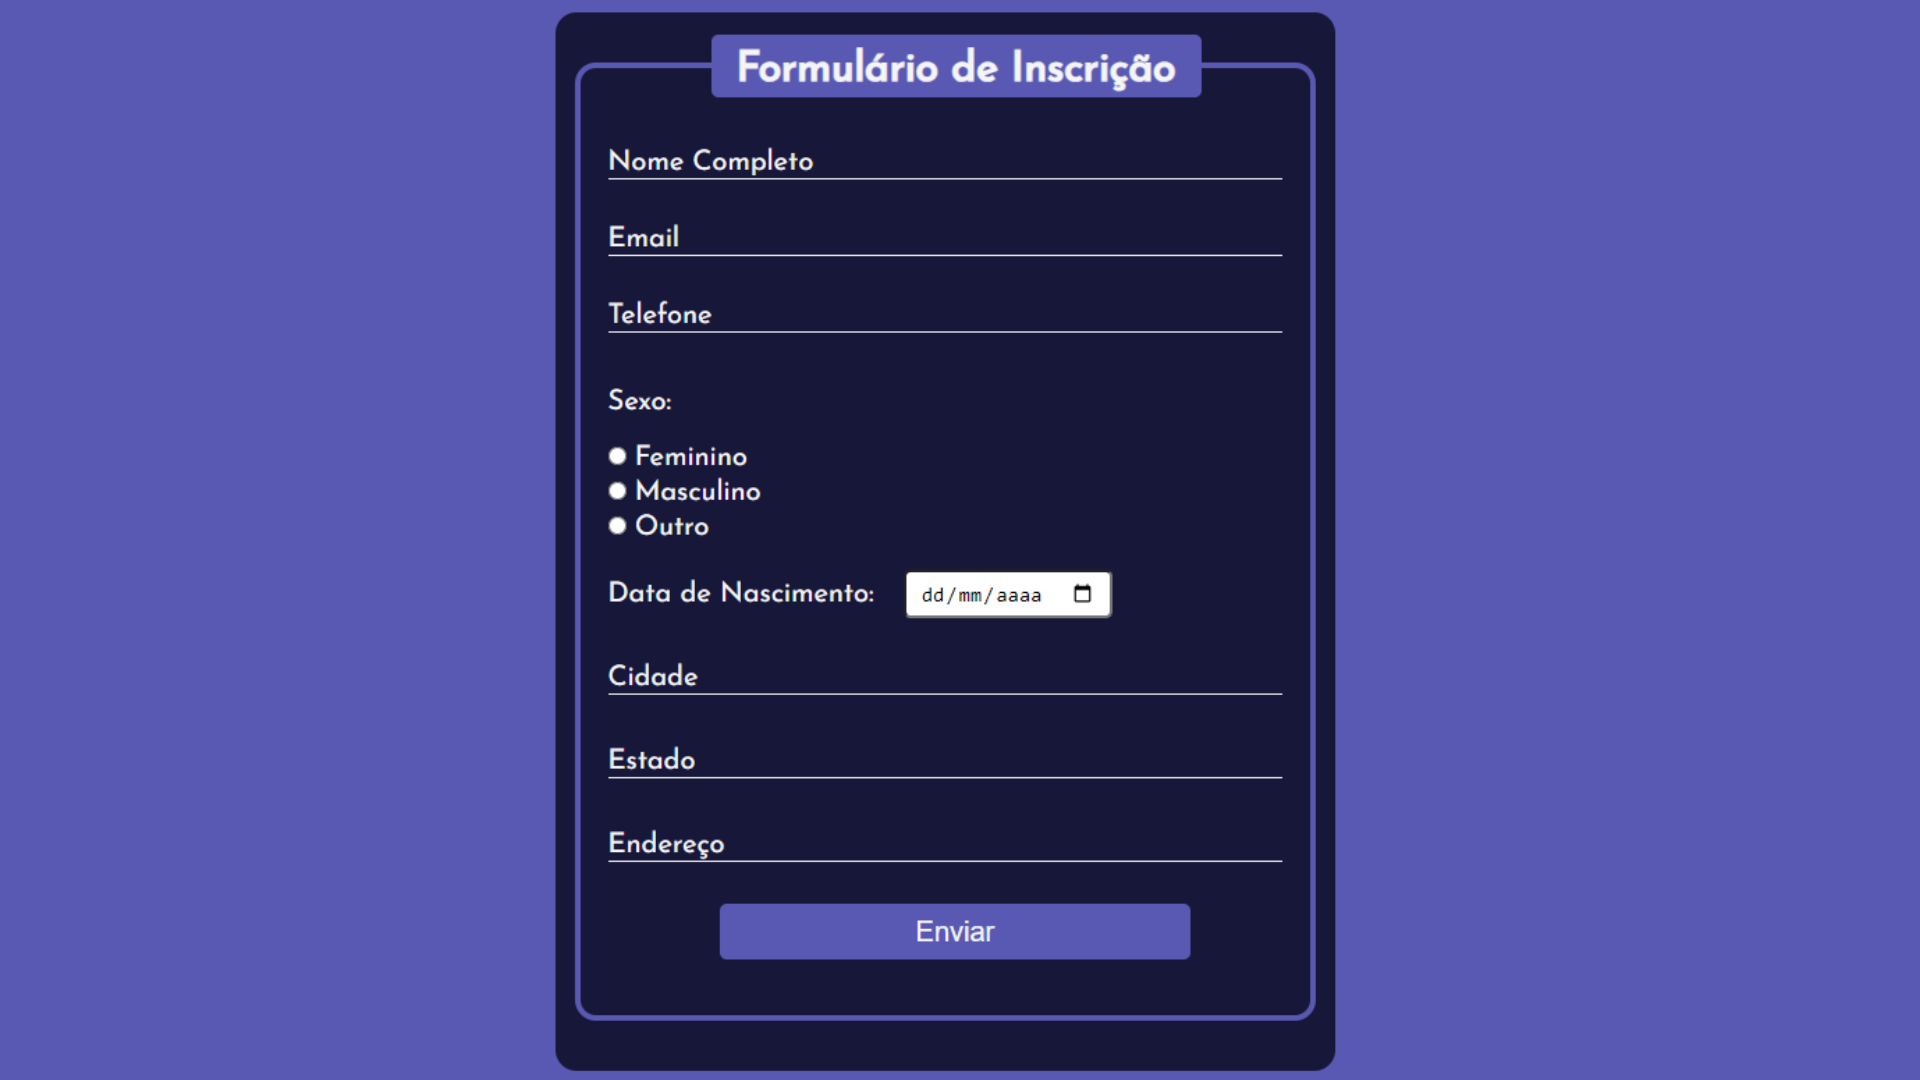 Formulário de Inscrição
Nome Completo
Email
Telefone
Sexo:
Feminino
Masculino
Outro
Data de Nascimento: dd/mm/aaaa
Cidade
Estado
Endereço
Enviar